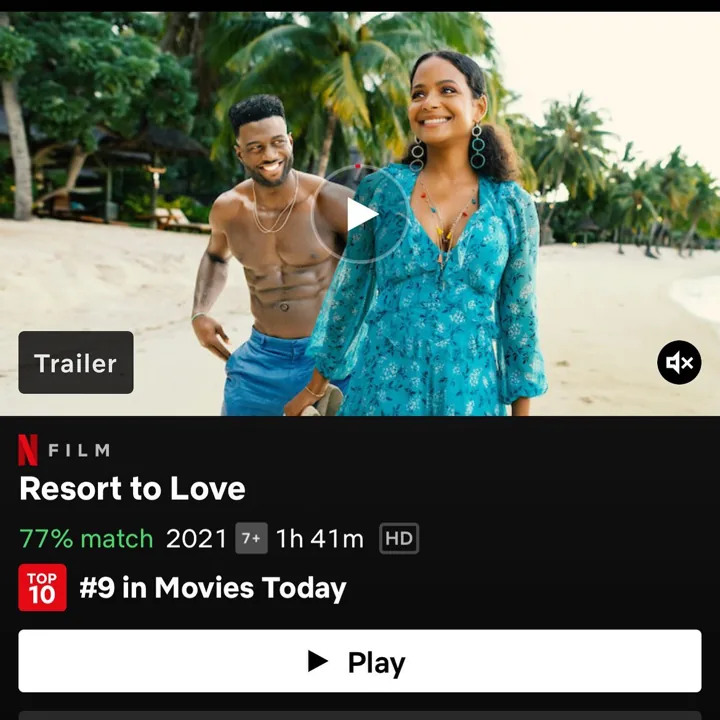 Trailer
N FILM
Resort to Love
77% match 2021 7+ 1h 41m HD
TOP 10 #9 in Movies Today
Play